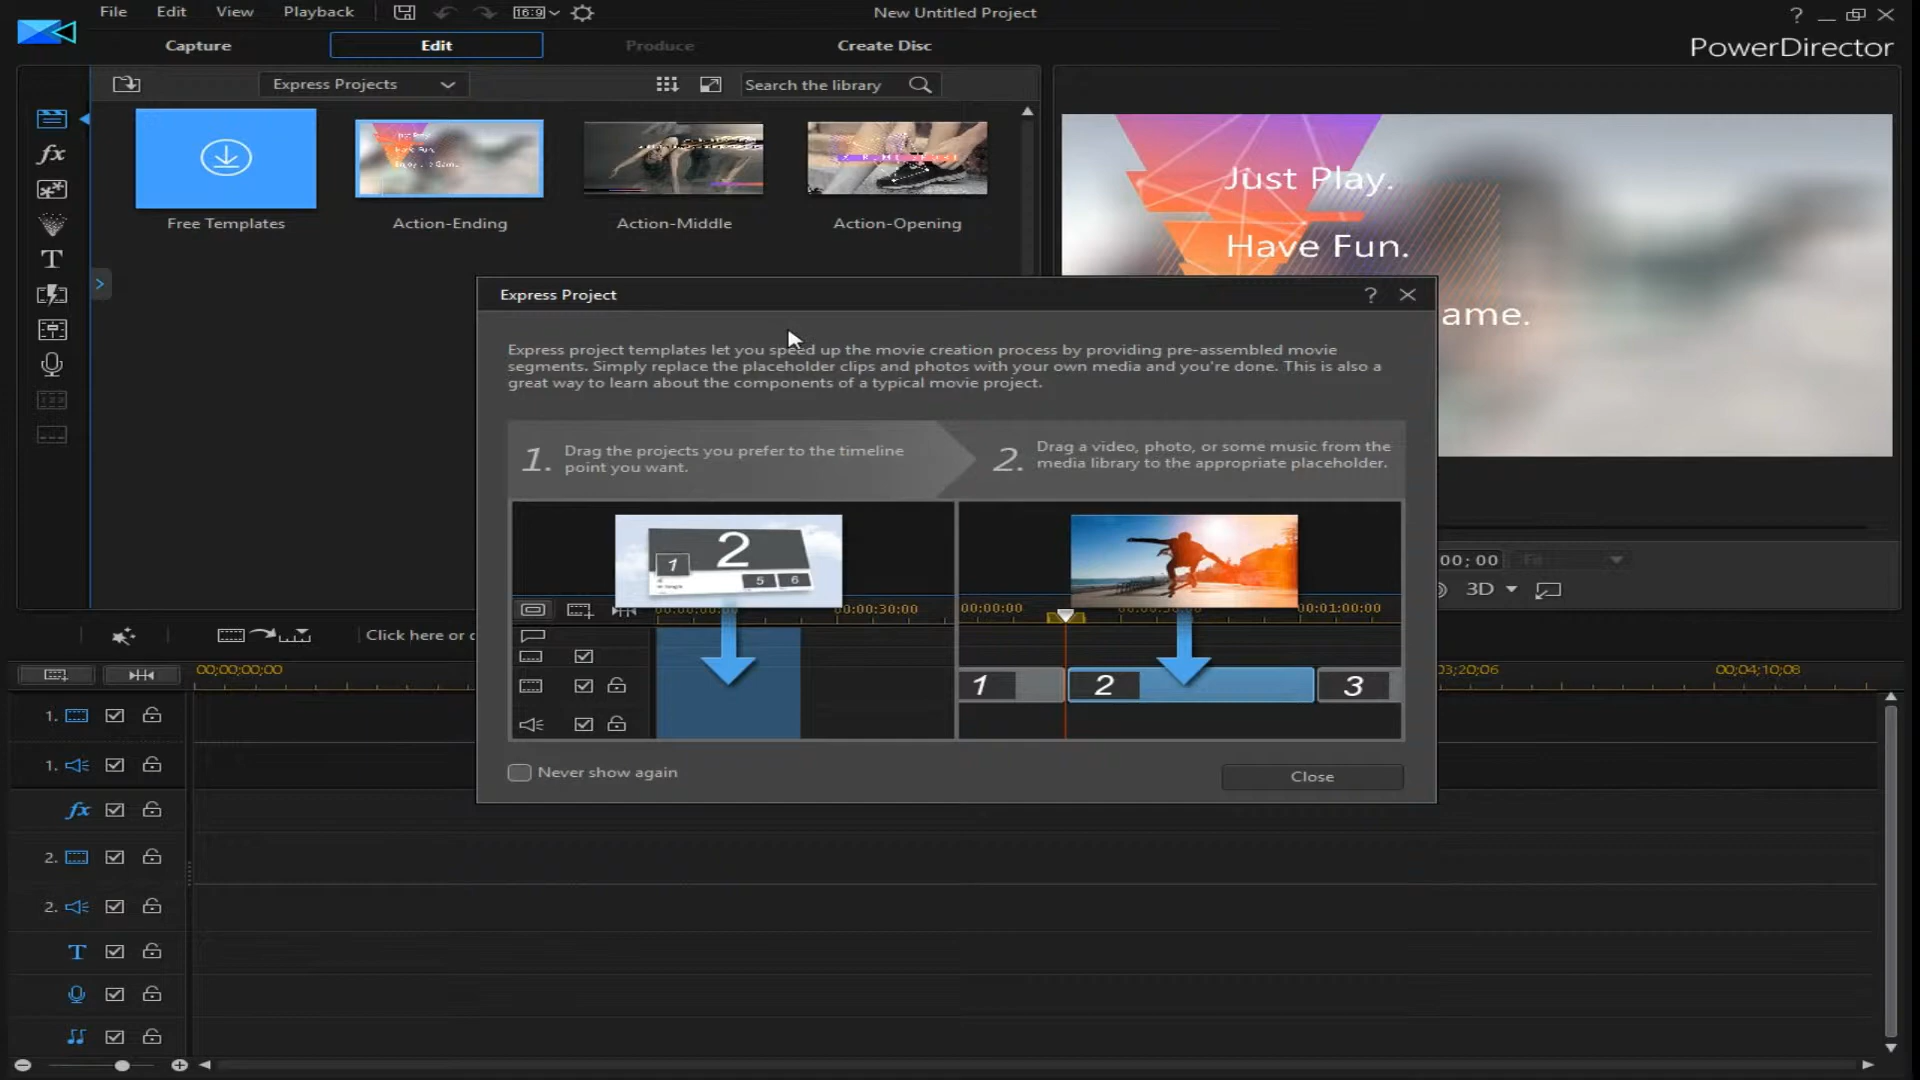 File Edit View Playback 16:9 New Untitled Project ?
Capture Edit Produce Create Disc PowerDirector
Express Projects Search the library
Free Templates Action-Ending Action-Middle Action-Opening
Just Play.
Have Fun.
ame.
Express Project ?
Express project templates let you speed up the movie creation process by providing pre-assembled movie
segments. Simply replace the placeholder clips and photos with your own media and you're done. This is also a
great way to learn about the components of a typical movie project.
1. Drag the projects you prefer to the timeline
point you want.
2. Drag a video, photo, or some music from the
media library to the appropriate placeholder.
2
1
5 6
00:00:30:00
00:00:00 00:01:00:00
1 2 3
Never show again Close
00;00
3D
Click here or
00;00;00;00 03;20;06 00;04;10;08
1.
1.
fx
2.
2.
T